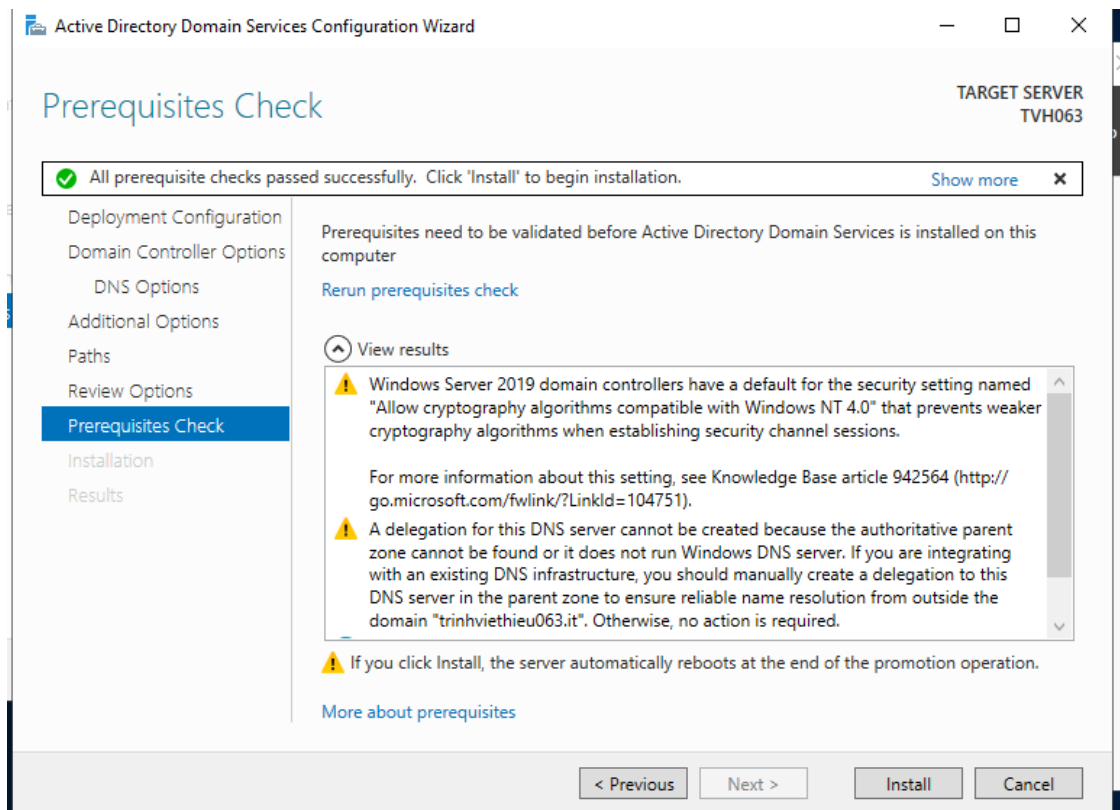 Active Directory Domain Services Configuration Wizard
Prerequisites Check
TARGET SERVER
TVH063
All prerequisite checks passed successfully. Click 'Install' to begin installation.
Show more
Deployment Configuration
Domain Controller Options
DNS Options
Additional Options
Paths
Review Options
Prerequisites Check
Installation
Results
Prerequisites need to be validated before Active Directory Domain Services is installed on this
computer
Rerun prerequisites check
View results
Windows Server 2019 domain controllers have a default for the security setting named
"Allow cryptography algorithms compatible with Windows NT 4.0" that prevents weaker
cryptography algorithms when establishing security channel sessions.
For more information about this setting, see Knowledge Base article 942564 (http://
go.microsoft.com/fwlink/?LinkId=104751).
A delegation for this DNS server cannot be created because the authoritative parent
zone cannot be found or it does not run Windows DNS server. If you are integrating
with an existing DNS infrastructure, you should manually create a delegation to this
DNS server in the parent zone to ensure reliable name resolution from outside the
domain "trinhviethieu063.it". Otherwise, no action is required.
If you click Install, the server automatically reboots at the end of the promotion operation.
More about prerequisites
< Previous
Next >
Install
Cancel